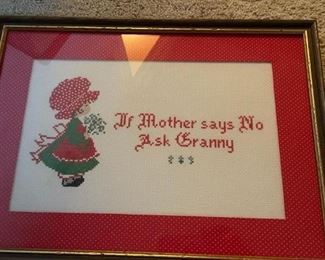 If Mother says No
Ask Granny